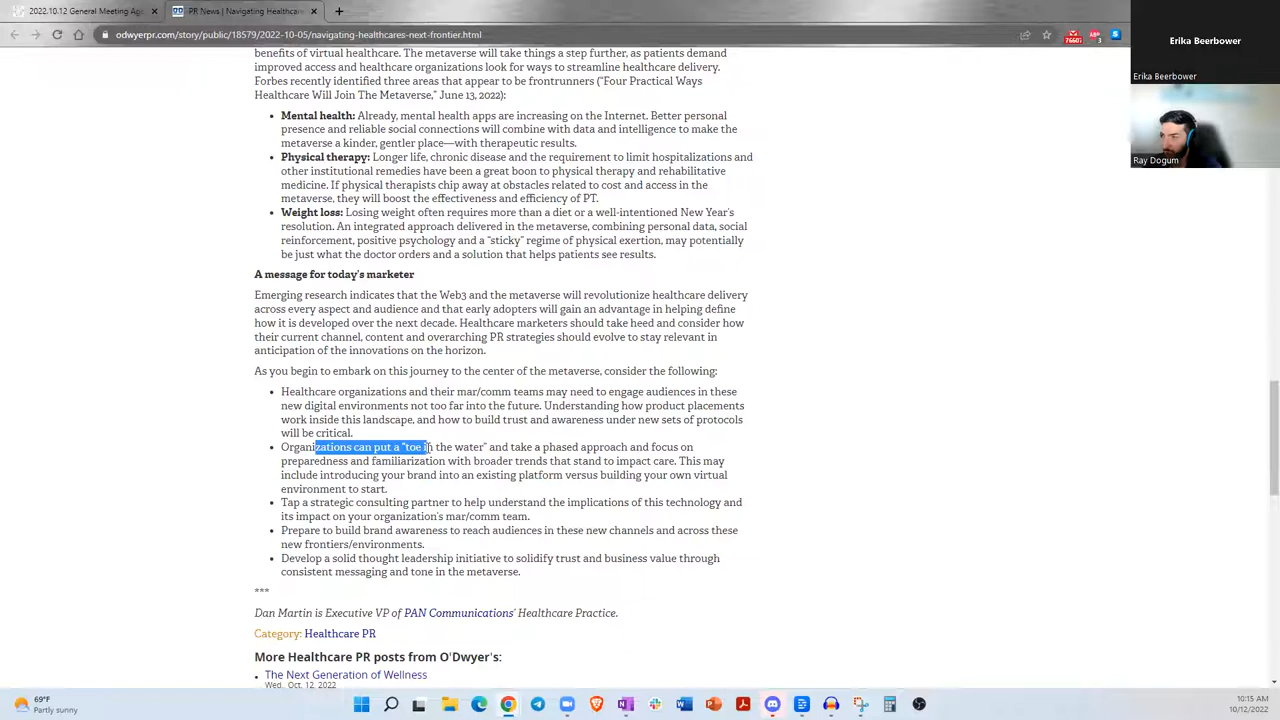 2022.10.12 General Meeting Ag
PR News | Navigating Healthcare
odwyerpr.com/story/public/18579/2022-10-05/navigating-healthcares-next-frontier.html
benefits of virtual healthcare. The metaverse will take things a step further, as patients demand
improved access and healthcare organizations look for ways to streamline healthcare delivery.
Forbes recently identified three areas that appear to be frontrunners ("Four Practical Ways
Healthcare Will Join The Metaverse," June 13, 2022):
• Mental health: Already, mental health apps are increasing on the Internet. Better personal
presence and reliable social connections will combine with data and intelligence to make the
metaverse a kinder, gentler place—with therapeutic results.
• Physical therapy: Longer life, chronic disease and the requirement to limit hospitalizations and
other institutional remedies have been a great boon to physical therapy and rehabilitative
medicine. If physical therapists chip away at obstacles related to cost and access in the
metaverse, they will boost the effectiveness and efficiency of PT.
• Weight loss: Losing weight often requires more than a diet or a well-intentioned New Year's
resolution. An integrated approach delivered in the metaverse, combining personal data, social
reinforcement, positive psychology and a "sticky" regime of physical exertion, may potentially
be just what the doctor orders and a solution that helps patients see results.
A message for today's marketer
Emerging research indicates that the Web3 and the metaverse will revolutionize healthcare delivery
across every aspect and audience and that early adopters will gain an advantage in helping define
how it is developed over the next decade. Healthcare marketers should take heed and consider how
their current channel, content and overarching PR strategies should evolve to stay relevant in
anticipation of the innovations on the horizon.
As you begin to embark on this journey to the center of the metaverse, consider the following:
• Healthcare organizations and their mar/comm teams may need to engage audiences in these
new digital environments not too far into the future. Understanding how product placements
work inside this landscape, and how to build trust and awareness under new sets of protocols
will be critical.
• Organizations can put a "toe in the water" and take a phased approach and focus on
preparedness and familiarization with broader trends that stand to impact care. This may
include introducing your brand into an existing platform versus building your own virtual
environment to start.
• Tap a strategic consulting partner to help understand the implications of this technology and
its impact on your organization's mar/comm team.
• Prepare to build brand awareness to reach audiences in these new channels and across these
new frontiers/environments.
• Develop a solid thought leadership initiative to solidify trust and business value through
consistent messaging and tone in the metaverse.
***
Dan Martin is Executive VP of PAN Communications' Healthcare Practice.
Category: Healthcare PR
More Healthcare PR posts from O'Dwyer's:
• The Next Generation of Wellness
Wed., Oct. 12, 2022
Erika Beerbower
Erika Beerbower
Ray Dogum
69°F
Partly sunny
10:15 AM
10/12/2022